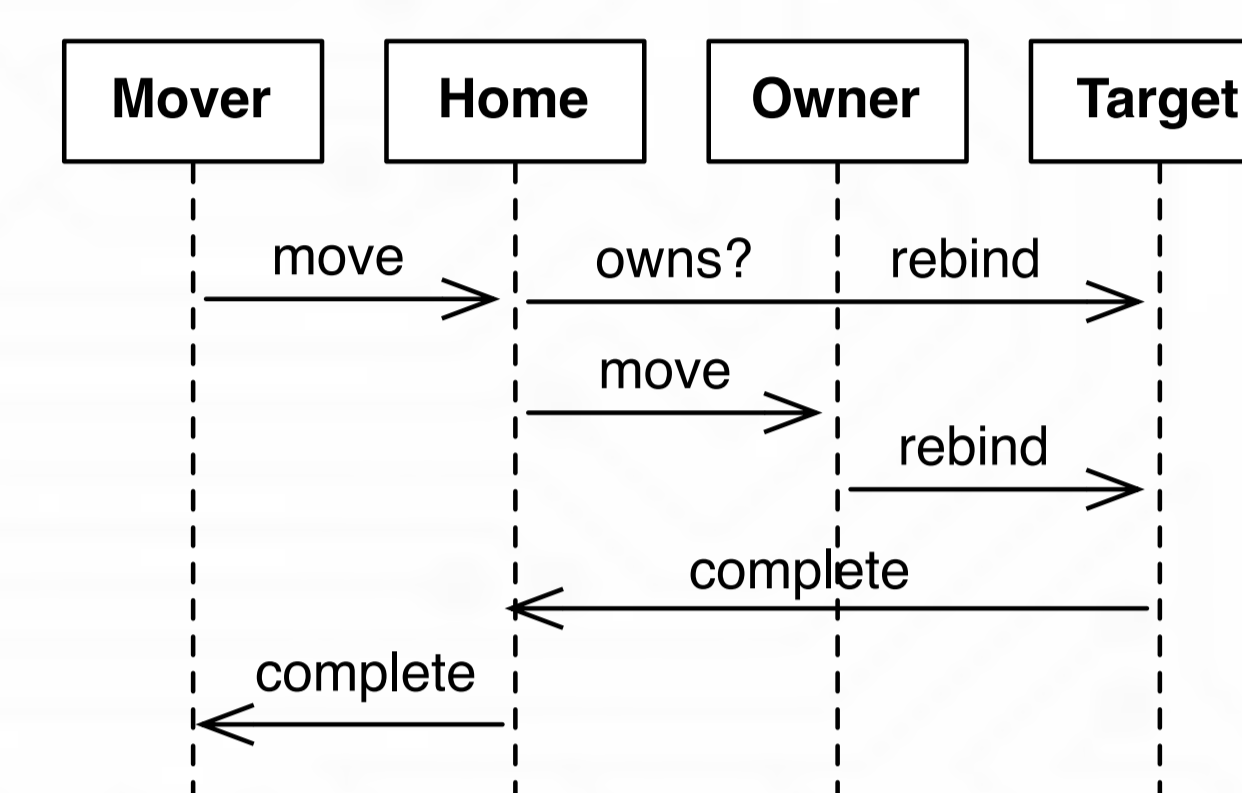 Mover Home Owner Target
move owns? rebind
move
rebind
complete
complete